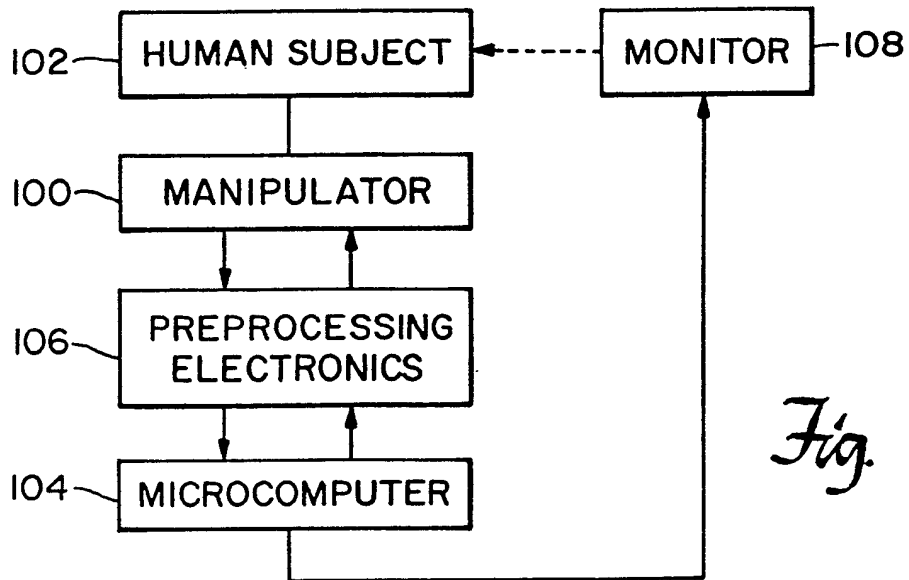 102 HUMAN SUBJECT
MONITOR 108
100 MANIPULATOR
106 PREPROCESSING
ELECTRONICS
104 MICROCOMPUTER
Fig.